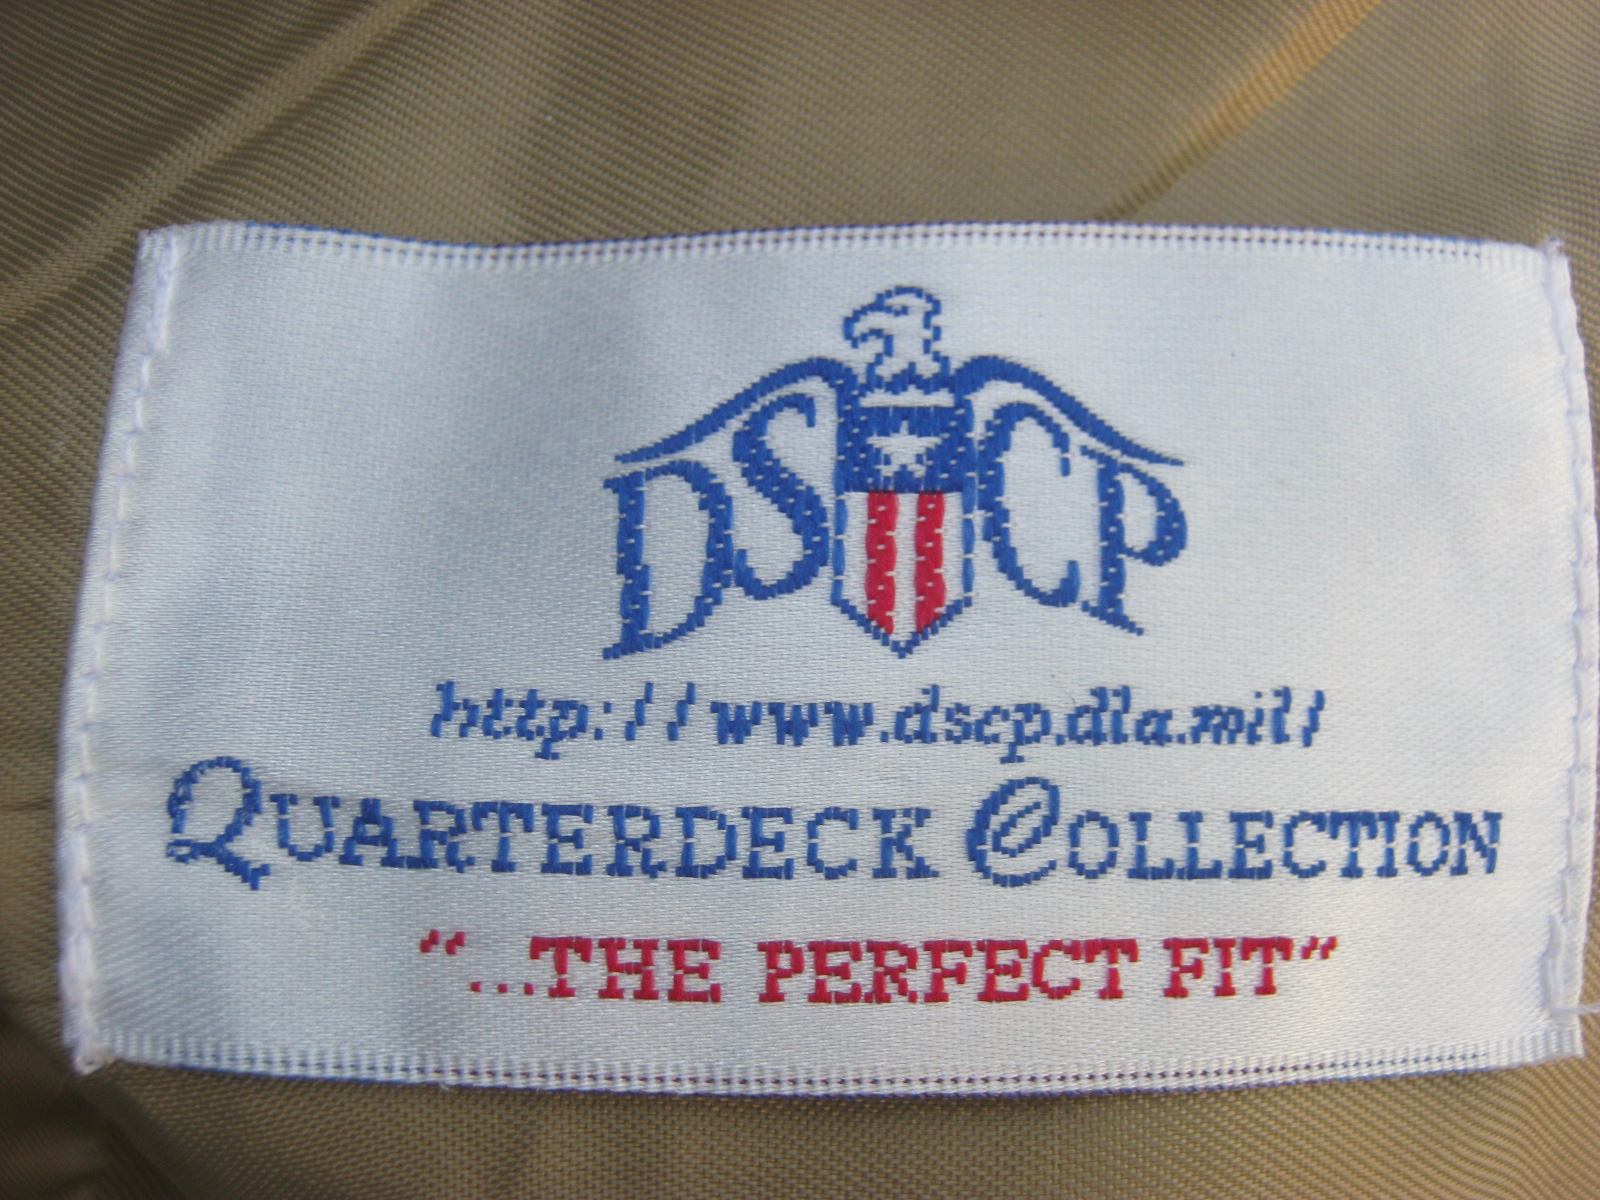 DSCP
http://www.dscp.dla.mil/
QUARTERDECK COLLECTION
"...THE PERFECT FIT"